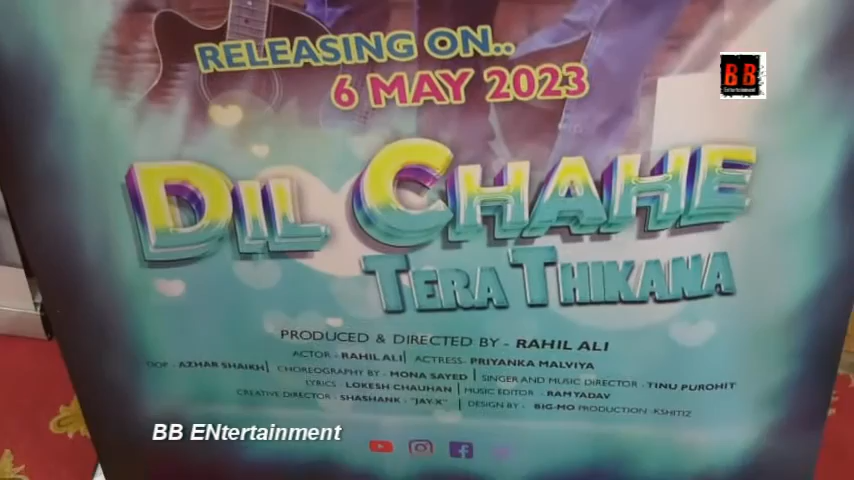 RELEASING ON..
6 MAY 2023
BB
Entertainment
DIL CHAHE
TERA THIKANA
PRODUCED & DIRECTED BY - RAHIL ALI
ACTOR - RAHIL ALI| ACTRESS- PRIYANKA MALVIYA
DOP - AZHAR SHAIKH| CHOREOGRAPHY BY - MONA SAYED | SINGER AND MUSIC DIRECTOR - TINU PUROHIT
LYRICS - LOKESH CHAUHAN | MUSIC EDITOR - RAM YADAV
CREATIVE DIRECTOR - SHASHANK - "JAY-X" | DESIGN BY - BIG-MO PRODUCTION -KSHITIZ
BB ENtertainment